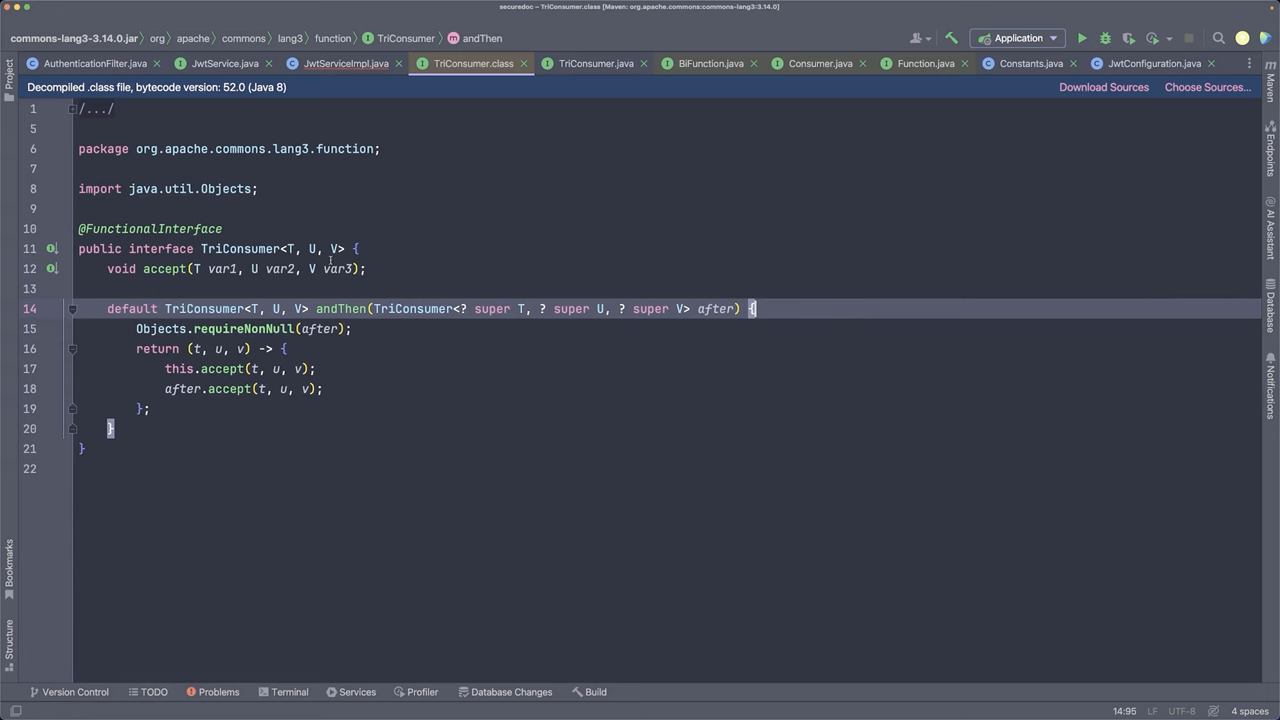 securedoc – TriConsumer.class [Maven: org.apache.commons:commons-lang3:3.14.0]
commons-lang3-3.14.0.jar org apache commons lang3 function TriConsumer andThen Application
AuthenticationFilter.java JwtService.java JwtServiceImpl.java TriConsumer.class TriConsumer.java BiFunction.java Consumer.java Function.java Constants.java JwtConfiguration.java
Decompiled .class file, bytecode version: 52.0 (Java 8) Download Sources Choose Sources...
1 /.../
5
6 package org.apache.commons.lang3.function;
7
8 import java.util.Objects;
9
10 @FunctionalInterface
11 public interface TriConsumer<T, U, V> {
12 void accept(T var1, U var2, V var3);
13
14 default TriConsumer<T, U, V> andThen(TriConsumer<? super T, ? super U, ? super V> after) {
15 Objects.requireNonNull(after);
16 return (t, u, v) -> {
17 this.accept(t, u, v);
18 after.accept(t, u, v);
19 };
20 }
21 }
22
Project
Bookmarks
Structure
Maven
Endpoints
AI Assistant
Database
Notifications
Version Control TODO Problems Terminal Services Profiler Database Changes Build
14:95 LF UTF-8 4 spaces